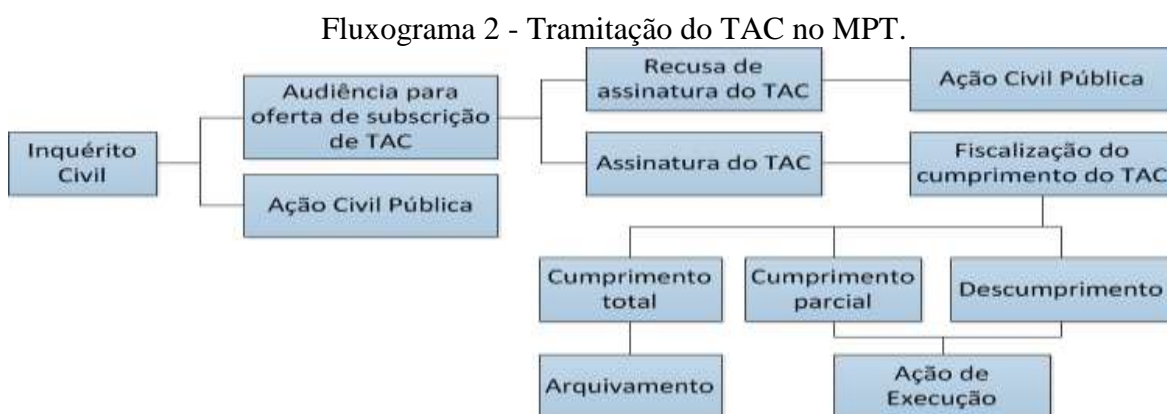 Fluxograma 2 - Tramitação do TAC no MPT.
Inquérito
Civil
Audiência para
oferta de subscrição
de TAC
Ação Civil Pública
Recusa de
assinatura do TAC
Assinatura do TAC
Ação Civil Pública
Fiscalização do
cumprimento do TAC
Cumprimento
total
Cumprimento
parcial
Descumprimento
Arquivamento
Ação de
Execução